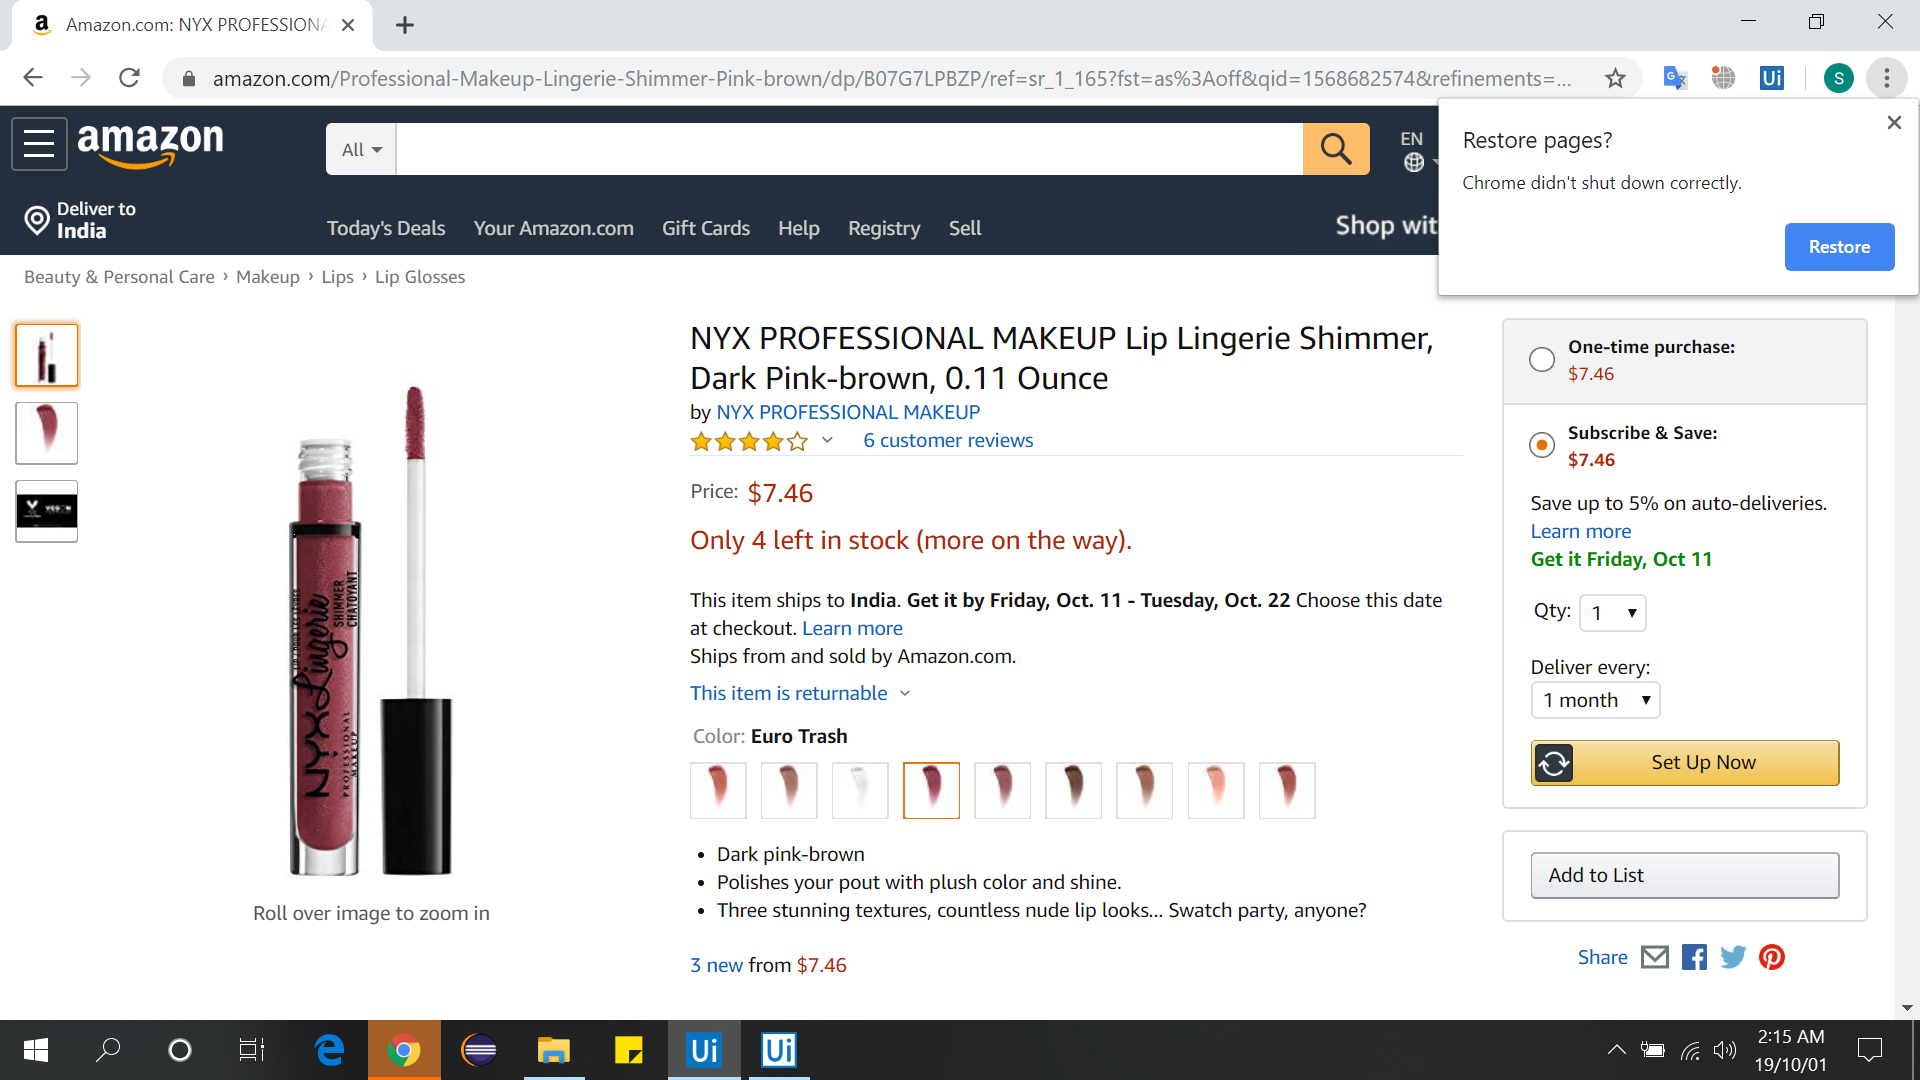 Amazon.com: NYX PROFESSIONA
amazon.com/Professional-Makeup-Lingerie-Shimmer-Pink-brown/dp/B07G7LPBZP/ref=sr_1_165?fst=as%3Aoff&qid=1568682574&refinements=...
Ui
S
Restore pages?
Chrome didn't shut down correctly.
Restore
amazon
All
EN
Deliver to
India
Today's Deals
Your Amazon.com
Gift Cards
Help
Registry
Sell
Shop wit
Beauty & Personal Care › Makeup › Lips › Lip Glosses
NYX PROFESSIONAL MAKEUP Lip Lingerie Shimmer,
Dark Pink-brown, 0.11 Ounce
by NYX PROFESSIONAL MAKEUP
6 customer reviews
Price: $7.46
Only 4 left in stock (more on the way).
This item ships to India. Get it by Friday, Oct. 11 - Tuesday, Oct. 22 Choose this date
at checkout. Learn more
Ships from and sold by Amazon.com.
This item is returnable
Color: Euro Trash
• Dark pink-brown
• Polishes your pout with plush color and shine.
• Three stunning textures, countless nude lip looks... Swatch party, anyone?
3 new from $7.46
NYX
PROFESSIONAL
MAKEUP
Lingerie
SHIMMER
CHATOYANT
Roll over image to zoom in
One-time purchase:
$7.46
Subscribe & Save:
$7.46
Save up to 5% on auto-deliveries.
Learn more
Get it Friday, Oct 11
Qty: 1
Deliver every:
1 month
Set Up Now
Add to List
Share
Ui
Ui
2:15 AM
19/10/01